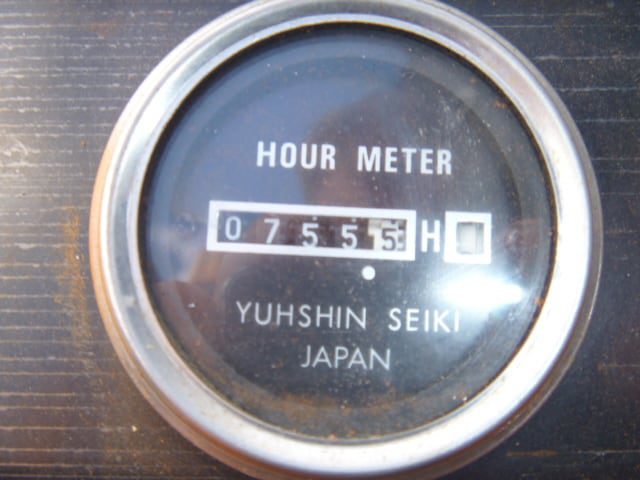 HOUR METER
07555 H
YUHSHIN SEIKI
JAPAN